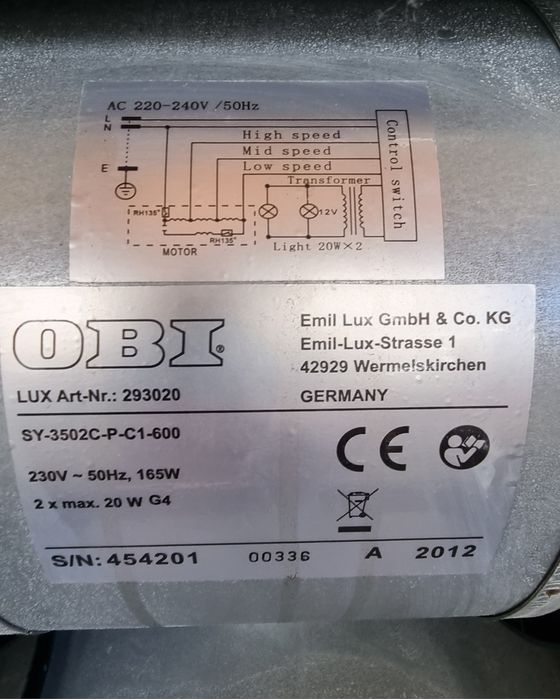 AC 220-240V /50Hz
L
N
High speed
Mid speed
Low speed
E
Transformer
Control switch
RH135°
12V
RH135°
MOTOR
Light 20W×2
OBI®
Emil Lux GmbH & Co. KG
Emil-Lux-Strasse 1
42929 Wermelskirchen
GERMANY
LUX Art-Nr.: 293020
SY-3502C-P-C1-600
230V ~ 50Hz, 165W
2 x max. 20 W G4
CE
S/N: 454201 00336 A 2012